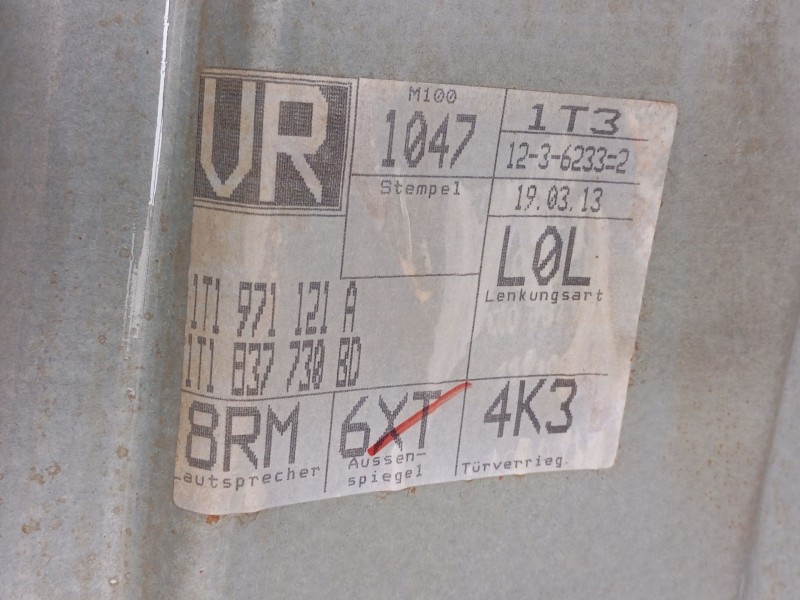 VR
M100
1047
Stempel
1T3
12-3-6233=2
19.03.13
L0L
Lenkungsart
1T1 971 121 A
1T1 837 730 BD
8RM
Lautsprecher
6XT
Aussen-
spiegel
4K3
Türverrieg.